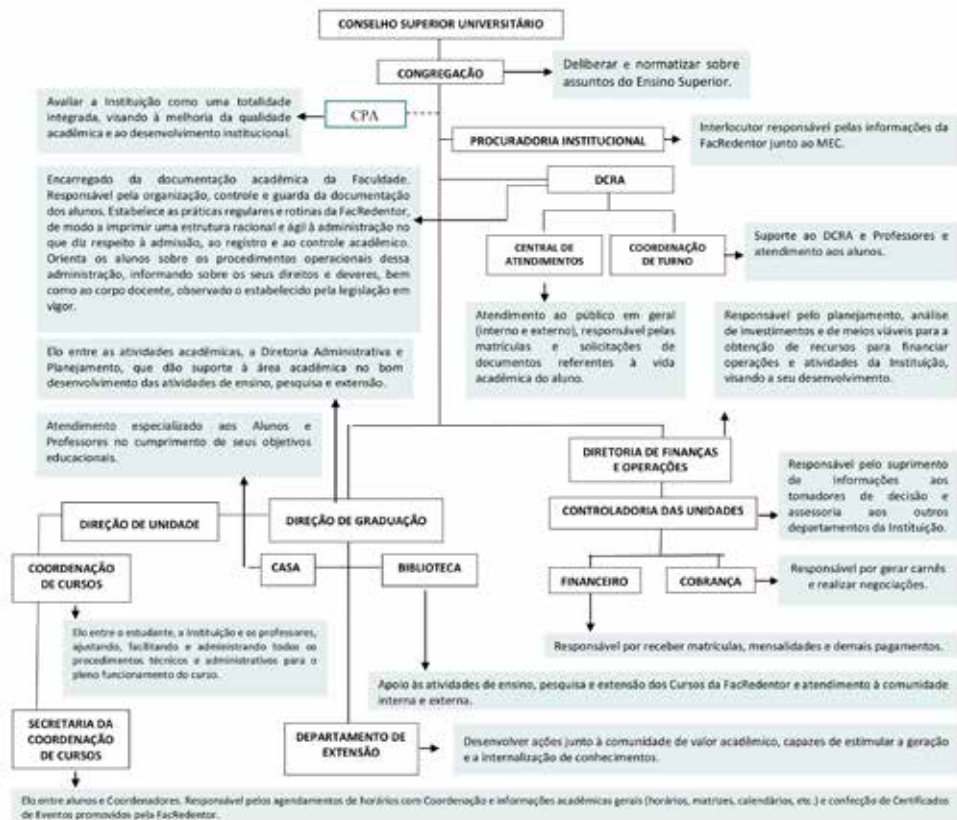 CONSELHO SUPERIOR UNIVERSITÁRIO
CONGREGAÇÃO
Deliberar e normatizar sobre
assuntos do Ensino Superior.
Avaliar a Instituição como uma totalidade
integrada, visando à melhoria da qualidade
acadêmica e ao desenvolvimento institucional.
CPA
PROCURADORIA INSTITUCIONAL
Interlocutor responsável pelas informações da
FacRedentor junto ao MEC.
Encarregado da documentação acadêmica da Faculdade.
Responsável pela organização, controle e guarda da documentação
dos alunos. Estabelece as práticas regulares e rotinas da FacRedentor,
de modo a imprimir uma estrutura racional e ágil à administração no
que diz respeito à admissão, ao registro e ao controle acadêmico.
Orienta os alunos sobre os procedimentos operacionais dessa
administração, informando sobre os seus direitos e deveres, bem
como ao corpo docente, observado o estabelecido pela legislação em
vigor.
DCRA
CENTRAL DE
ATENDIMENTOS
COORDENAÇÃO
DE TURNO
Suporte ao DCRA e Professores e
atendimento aos alunos.
Atendimento ao público em geral
(interno e externo), responsável pelas
matrículas e solicitações de
documentos referentes à vida
acadêmica do aluno.
Responsável pelo planejamento, análise
de investimentos e de meios viáveis para a
obtenção de recursos para financiar
operações e atividades da Instituição,
visando a seu desenvolvimento.
Elo entre as atividades acadêmicas, a Diretoria Administrativa e
Planejamento, que dão suporte à área acadêmica no bom
desenvolvimento das atividades de ensino, pesquisa e extensão.
Atendimento especializado aos Alunos e
Professores no cumprimento de seus objetivos
educacionais.
DIRETORIA DE FINANÇAS
E OPERAÇÕES
Responsável pelo suprimento
de informações aos
tomadores de decisão e
assessoria aos outros
departamentos da Instituição.
DIREÇÃO DE UNIDADE
DIREÇÃO DE GRADUAÇÃO
CONTROLADORIA DAS UNIDADES
COORDENAÇÃO
DE CURSOS
CASA
BIBLIOTECA
FINANCEIRO
COBRANÇA
Responsável por gerar carnês
e realizar negociações.
Elo entre o estudante, a Instituição e os professores,
ajustando, facilitando e administrando todos os
procedimentos técnicos e administrativos para o
pleno funcionamento do curso.
Responsável por receber matrículas, mensalidades e demais pagamentos.
Apoio às atividades de ensino, pesquisa e extensão dos Cursos da FacRedentor e atendimento à comunidade
interna e externa.
SECRETARIA DA
COORDENAÇÃO
DE CURSOS
DEPARTAMENTO DE
EXTENSÃO
Desenvolver ações junto à comunidade de valor acadêmico, capazes de estimular a geração
e a internalização de conhecimentos.
Elo entre alunos e Coordenadores. Responsável pelos agendamentos de horários com Coordenação e informações acadêmicas gerais (horários, matrizes, calendários, etc.) e confecção de Certificados
de Eventos promovidos pela FacRedentor.